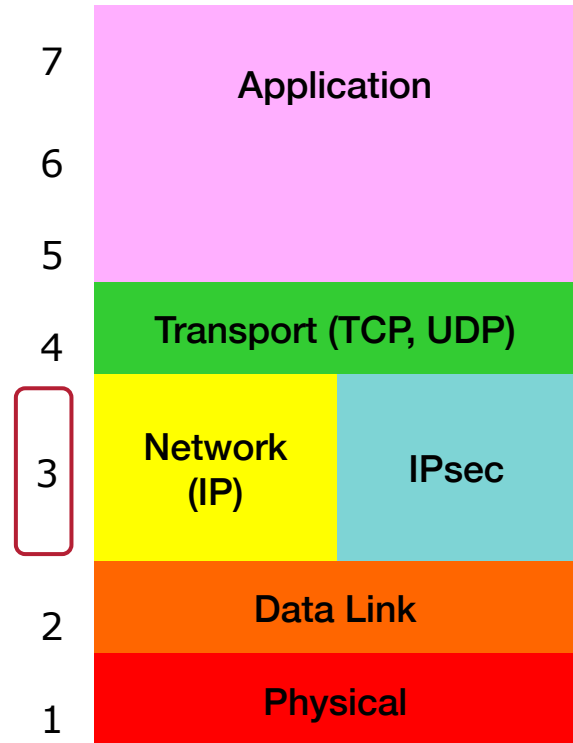 7
Application
6
5
4
Transport (TCP, UDP)
3
Network
(IP)
IPsec
2
Data Link
1
Physical